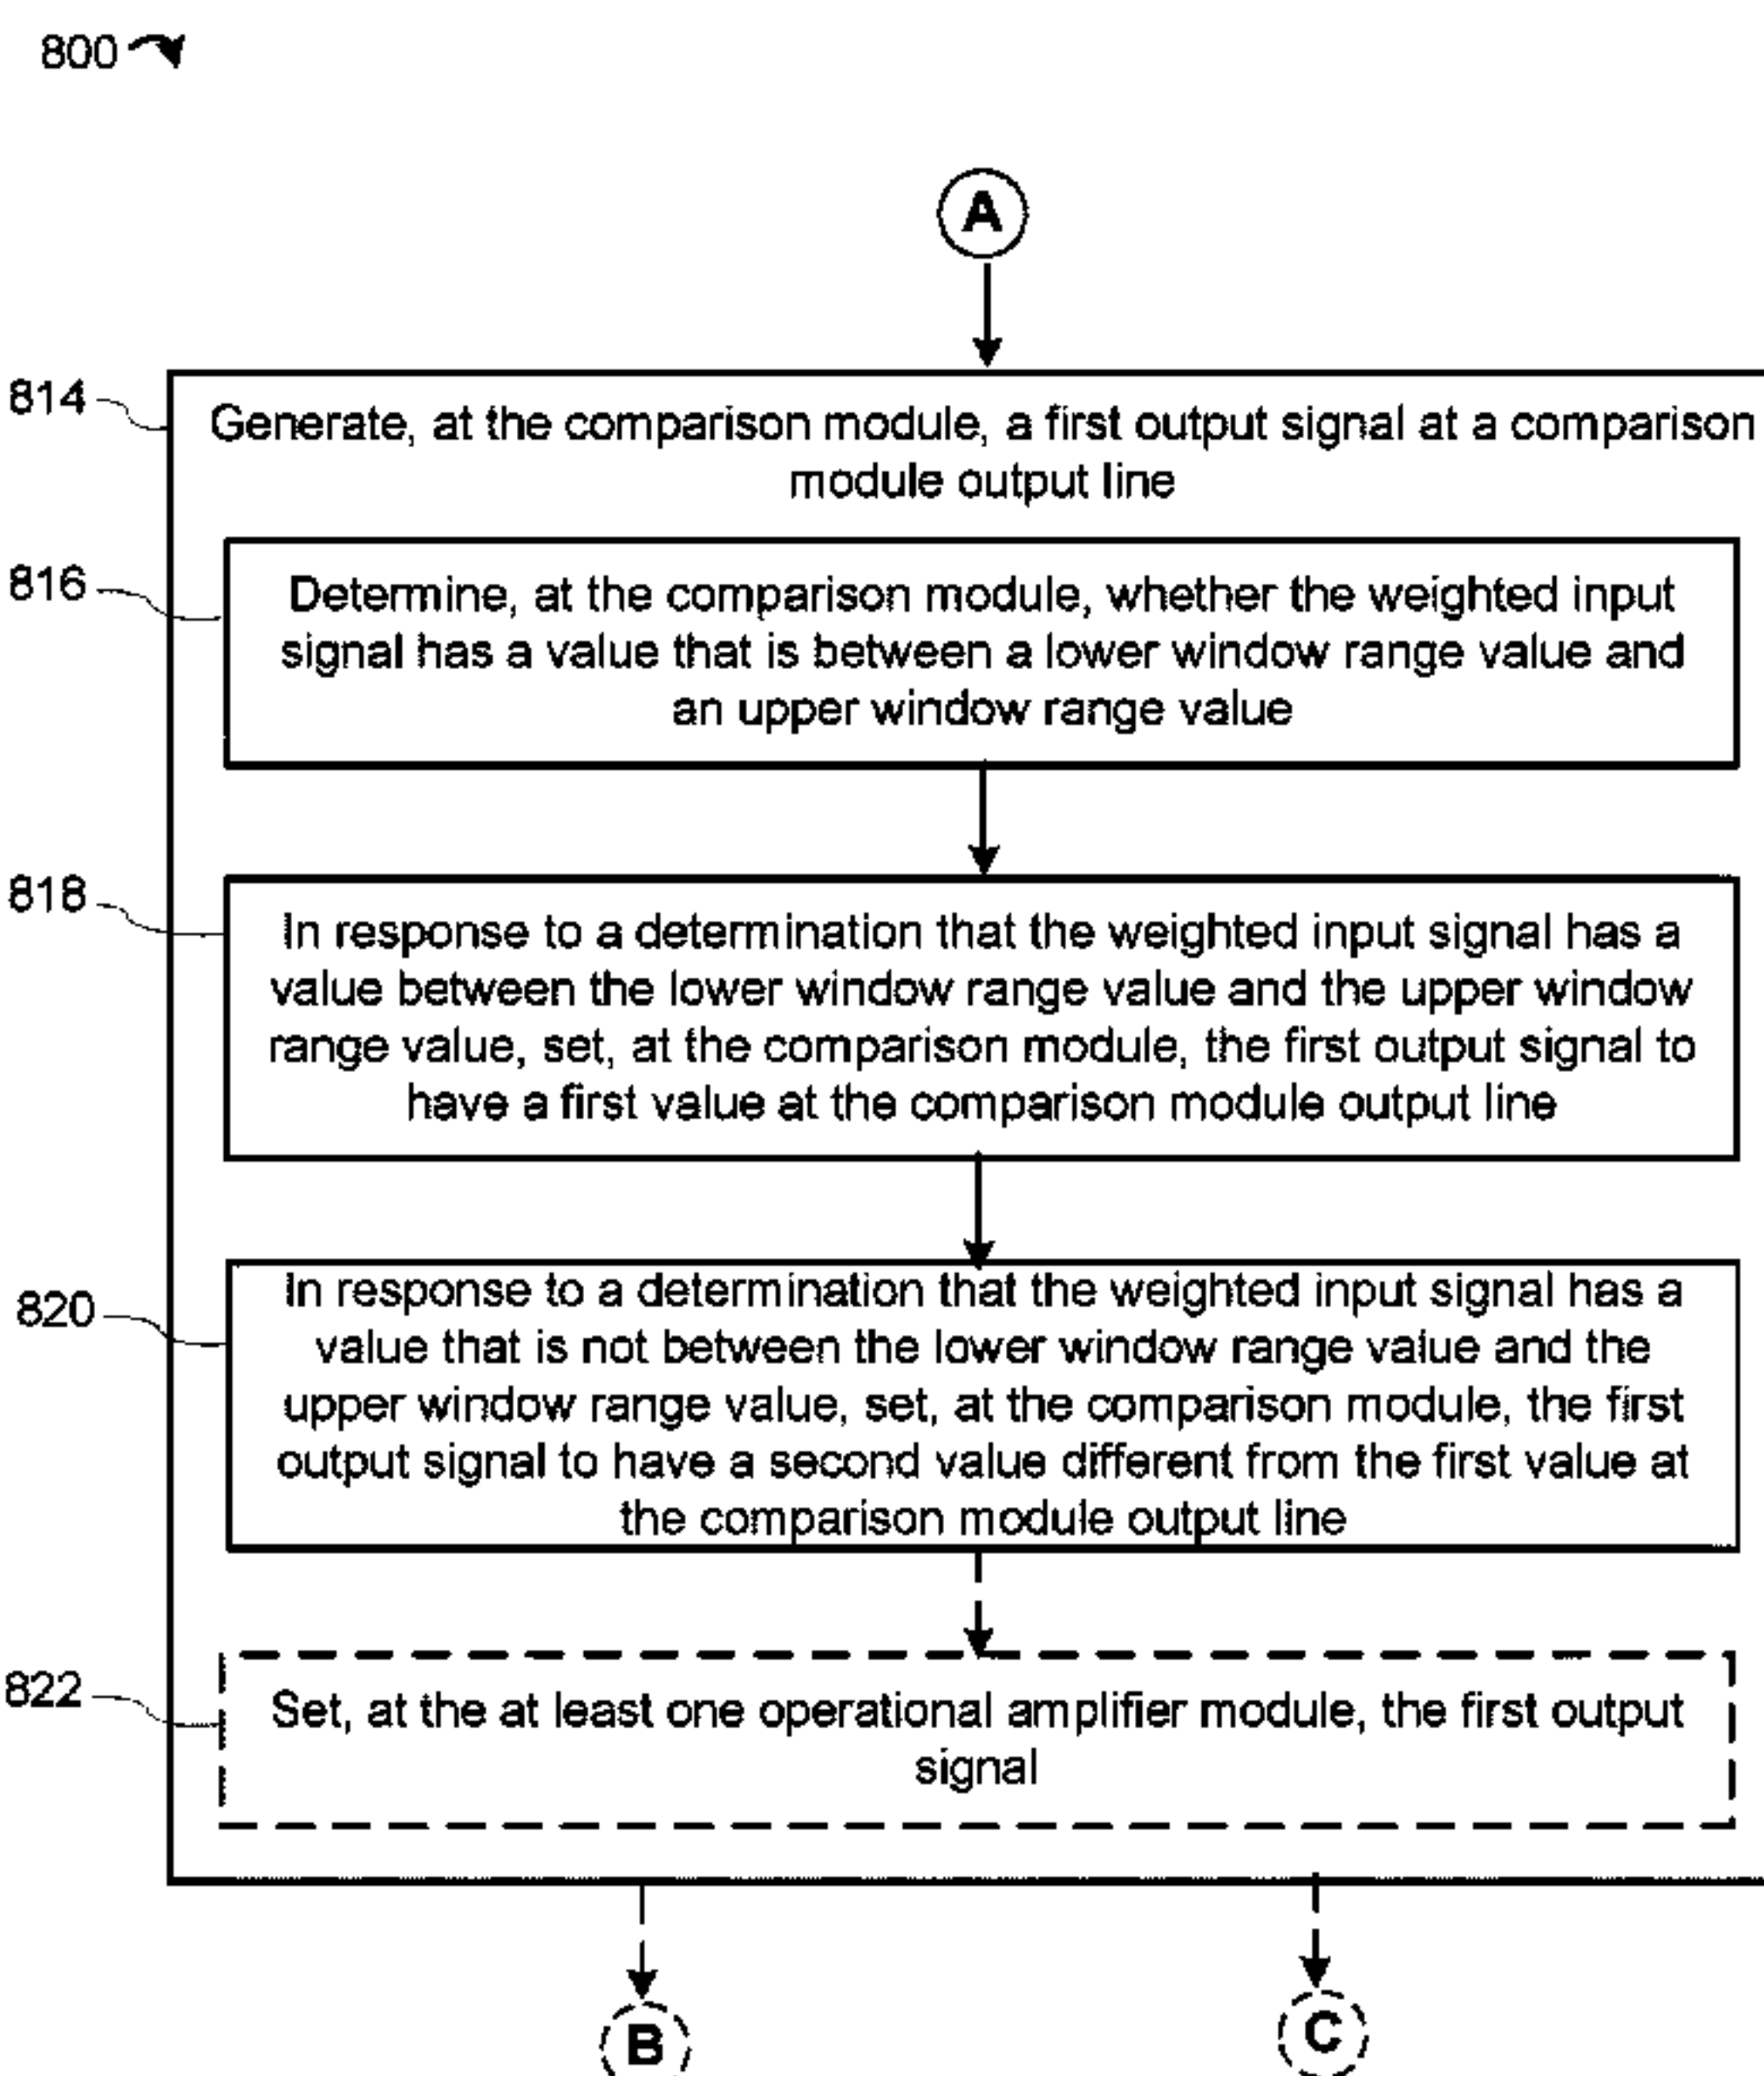 800
A
814
Generate, at the comparison module, a first output signal at a comparison
module output line
816
Determine, at the comparison module, whether the weighted input
signal has a value that is between a lower window range value and
an upper window range value
818
In response to a determination that the weighted input signal has a
value between the lower window range value and the upper window
range value, set, at the comparison module, the first output signal to
have a first value at the comparison module output line
820
In response to a determination that the weighted input signal has a
value that is not between the lower window range value and the
upper window range value, set, at the comparison module, the first
output signal to have a second value different from the first value at
the comparison module output line
822
Set, at the at least one operational amplifier module, the first output
signal
B
C